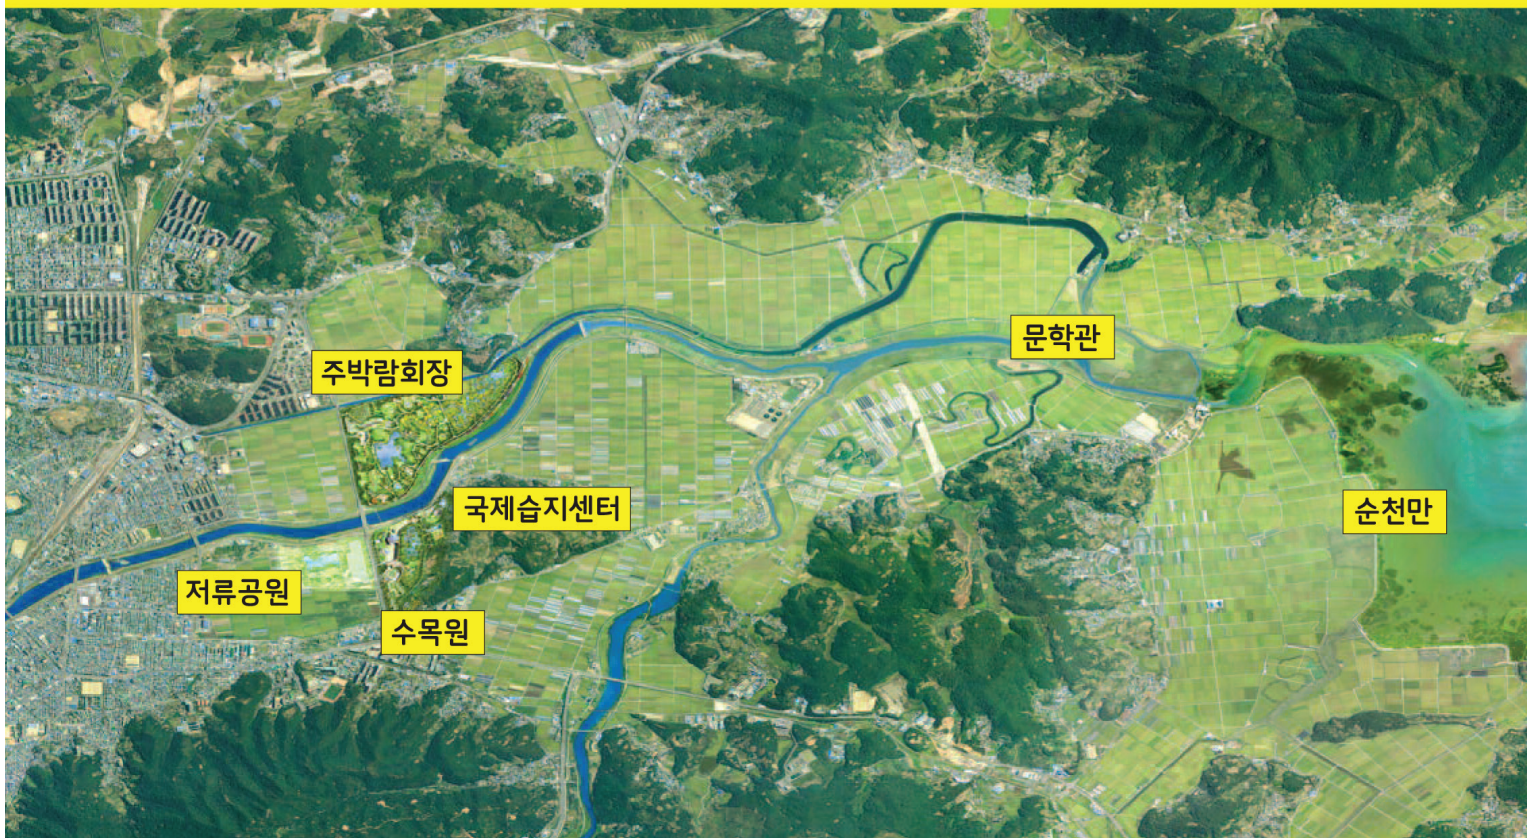 문학관
주박람회장
국제습지센터
순천만
저류공원
수목원